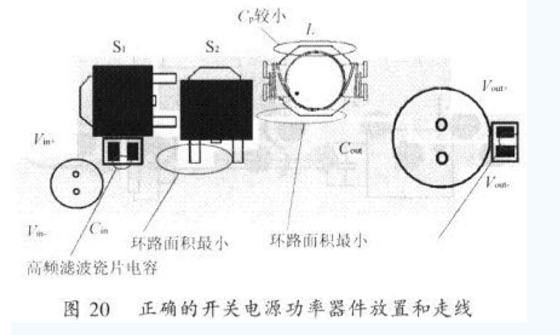 Cp较小
S1
S2
L
Vin+
Vout+
Cout
Vin-
Cin
Vout-
环路面积最小
环路面积最小
高频滤波瓷片电容
图 20 正确的开关电源功率器件放置和走线